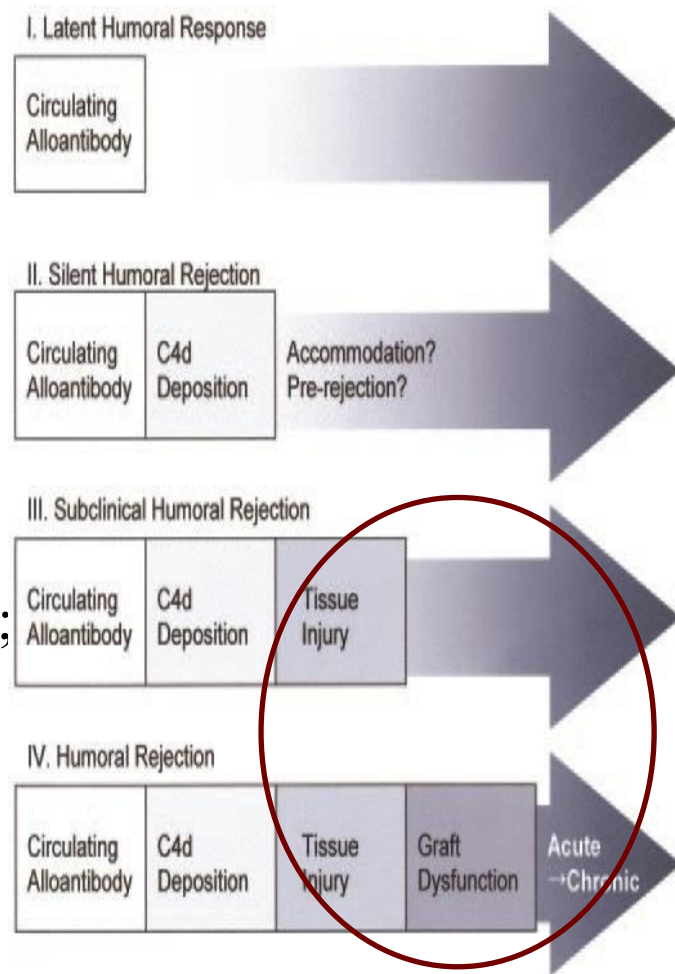 I. Latent Humoral Response
Circulating
Alloantibody
II. Silent Humoral Rejection
Circulating
Alloantibody
C4d
Deposition
Accommodation?
Pre-rejection?
III. Subclinical Humoral Rejection
;
Circulating
Alloantibody
C4d
Deposition
Tissue
Injury
IV. Humoral Rejection
Circulating
Alloantibody
C4d
Deposition
Tissue
Injury
Graft
Dysfunction
Acute
→Chronic